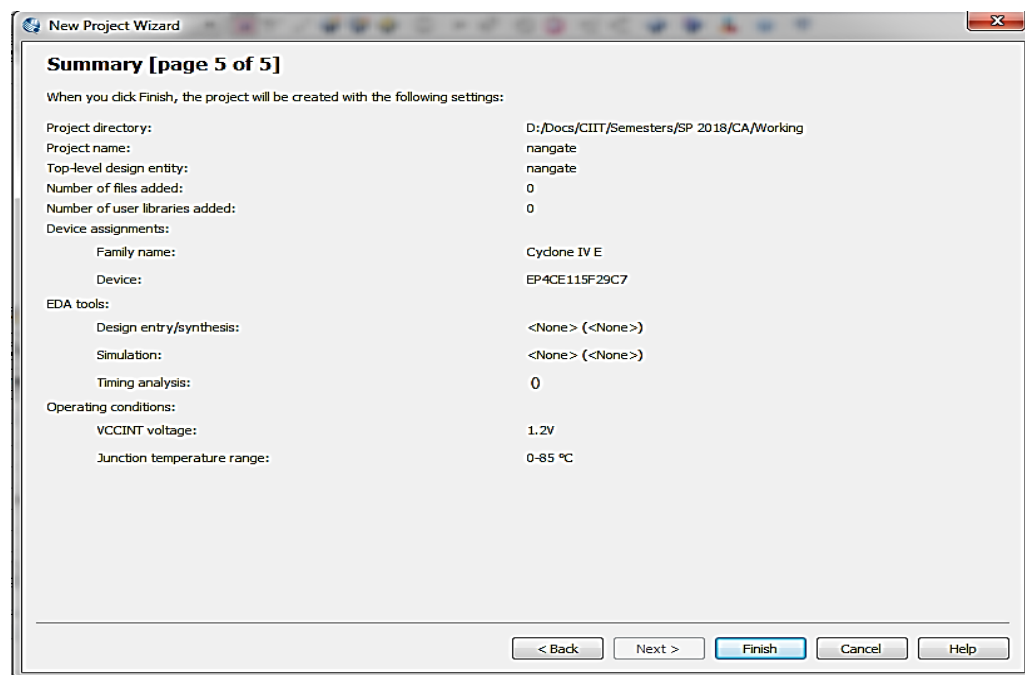 New Project Wizard
Summary [page 5 of 5]
When you click Finish, the project will be created with the following settings:
Project directory: D:/Docs/CIIT/Semesters/SP 2018/CA/Working
Project name: nangate
Top-level design entity: nangate
Number of files added: 0
Number of user libraries added: 0
Device assignments:
Family name: Cyclone IV E
Device: EP4CE115F29C7
EDA tools:
Design entry/synthesis: <None> (<None>)
Simulation: <None> (<None>)
Timing analysis: ()
Operating conditions:
VCCINT voltage: 1.2V
Junction temperature range: 0-85 ºC
< Back Next > Finish Cancel Help